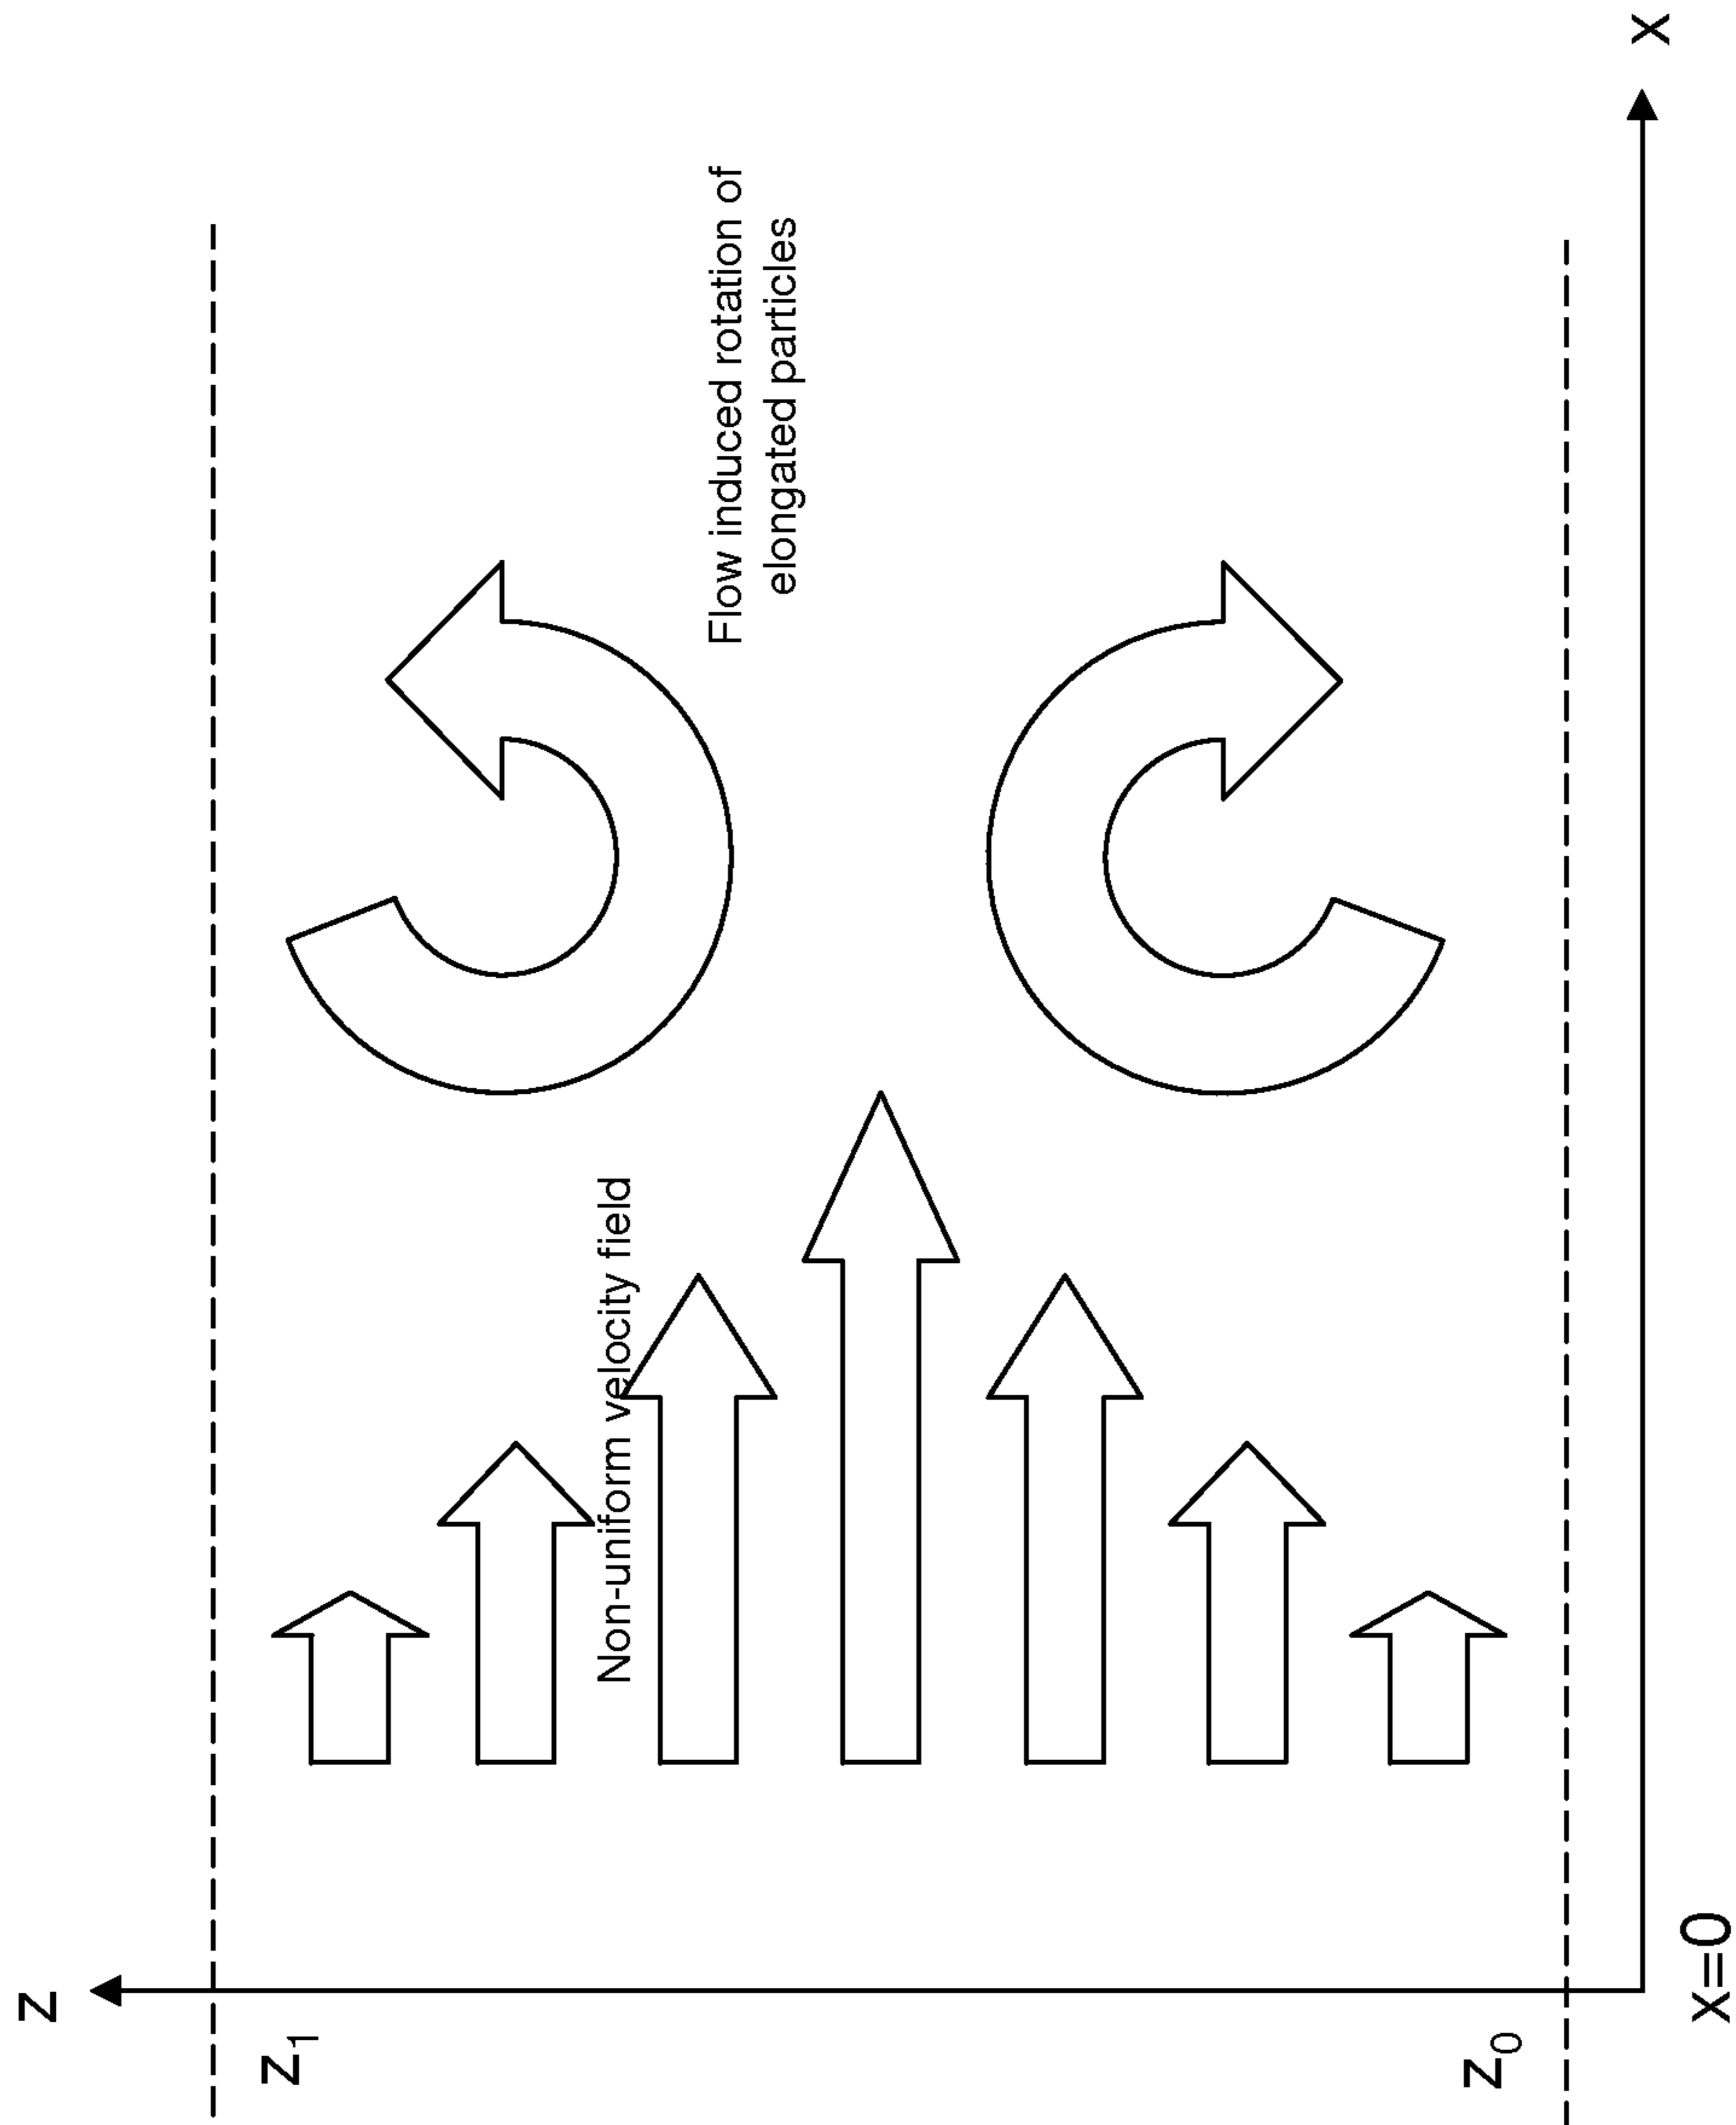 z
z1
Non-uniform velocity field
Flow induced rotation of
elongated particles
z0
x=0
x